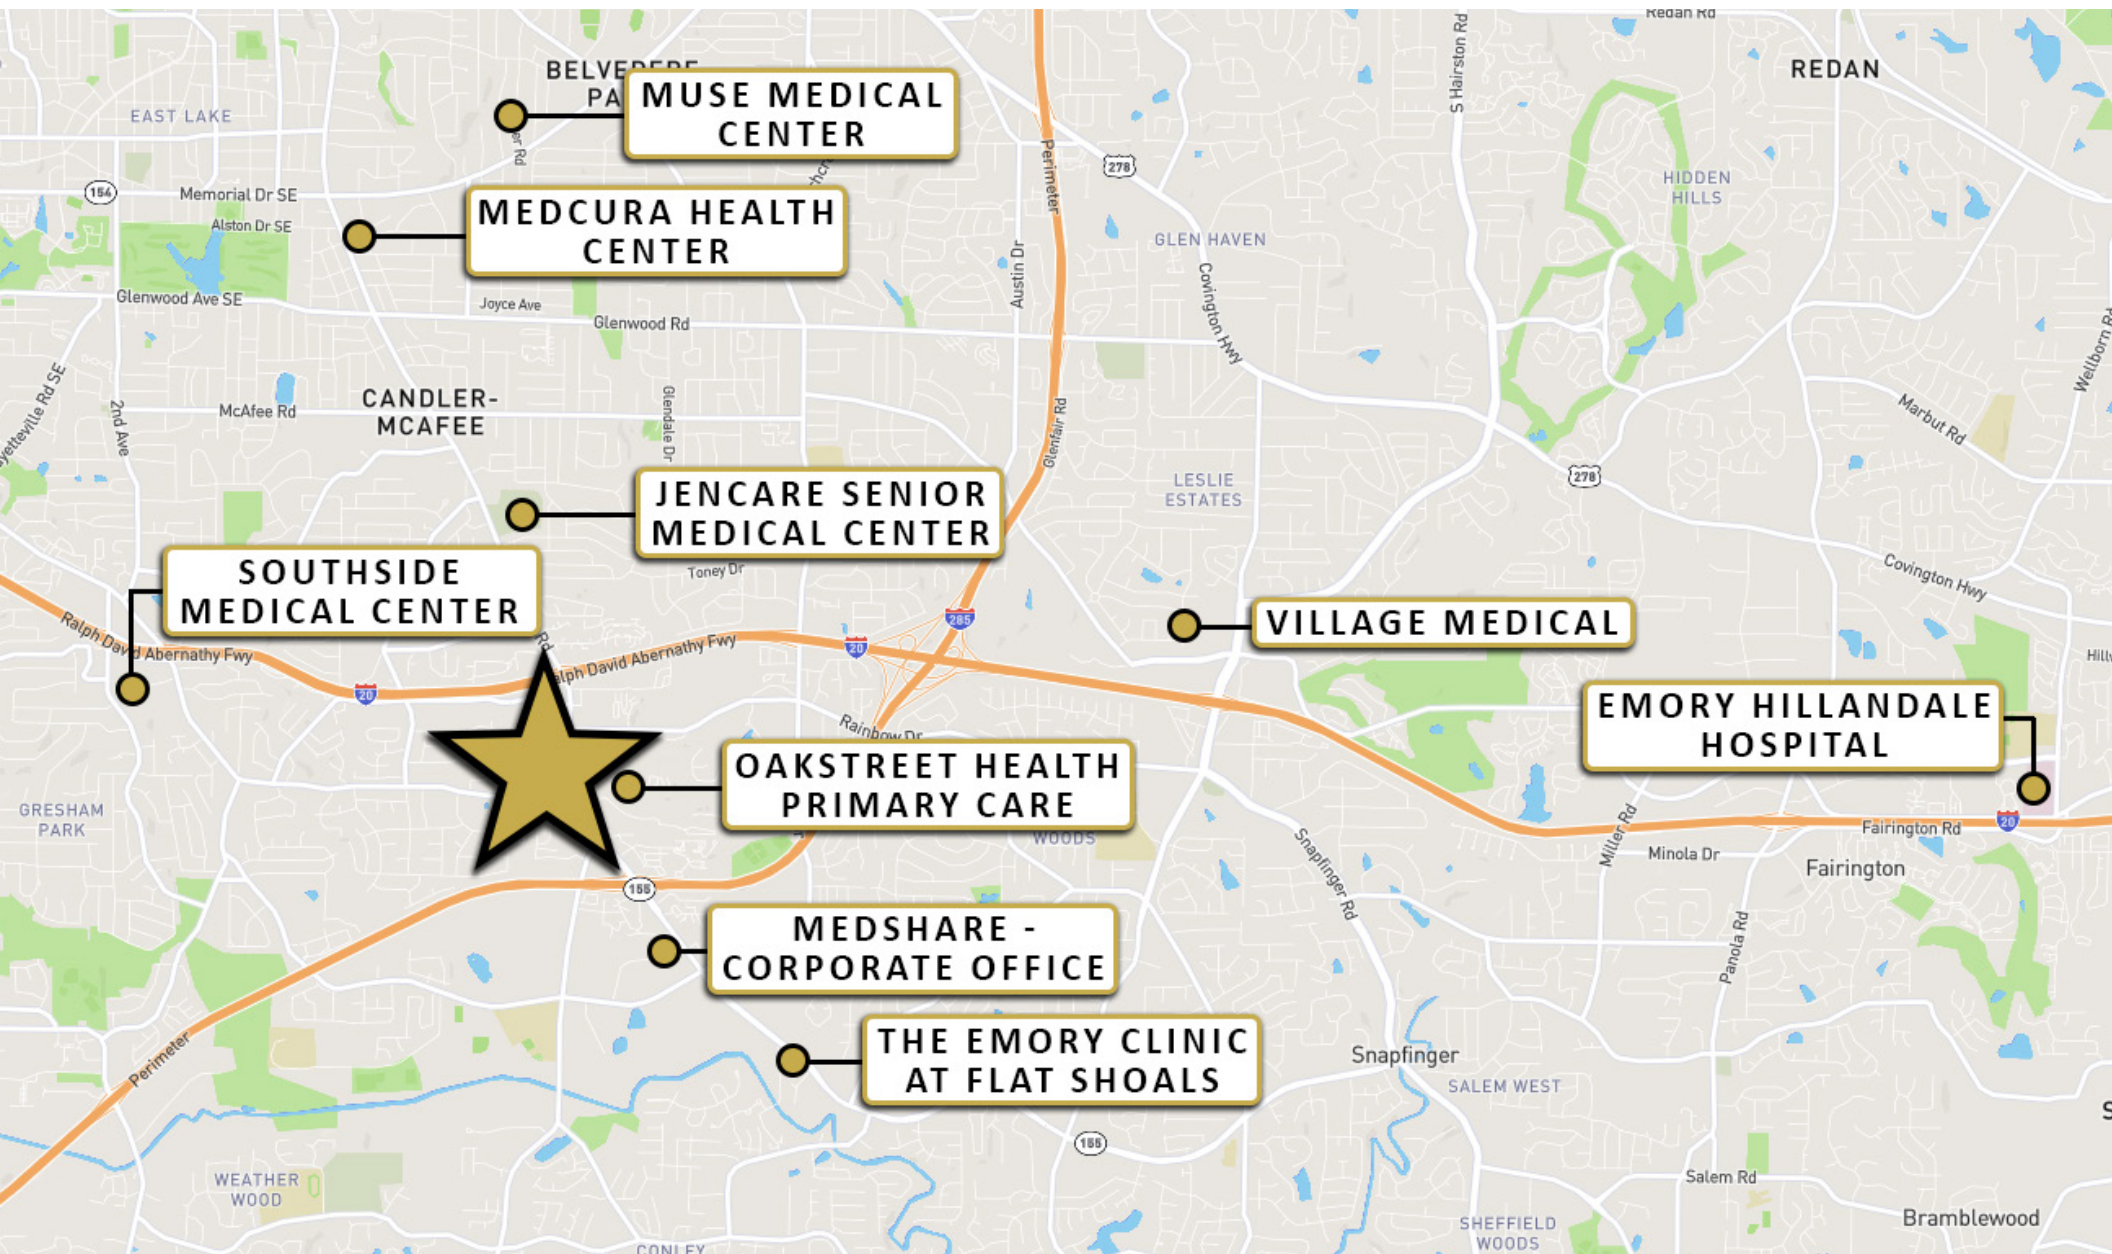 Redan Rd
S Hairston Rd
REDAN
BELVEDERE
PA
MUSE MEDICAL
CENTER
EAST LAKE
Perimeter
278
154
Memorial Dr SE
Alston Dr SE
MEDCURA HEALTH
CENTER
HIDDEN
HILLS
GLEN HAVEN
Austin Dr
Covington Hwy
Glenwood Ave SE
Joyce Ave
Glenwood Rd
Wellborn Rd
CANDLER-
MCAFEE
McAfee Rd
2nd Ave
Glendale Dr
Glenfair Rd
Marbut Rd
ayetteville Rd SE
278
LESLIE
ESTATES
JENCARE SENIOR
MEDICAL CENTER
Toney Dr
Covington Hwy
SOUTHSIDE
MEDICAL CENTER
285
VILLAGE MEDICAL
Rd
Ralph David Abernathy Fwy
alph David Abernathy Fwy
20
20
EMORY HILLANDALE
HOSPITAL
Rainbow Dr
OAKSTREET HEALTH
PRIMARY CARE
WOODS
GRESHAM
PARK
Miller Rd
20
Fairington Rd
Minola Dr
Fairington
Snapfinger Rd
155
MEDSHARE -
CORPORATE OFFICE
Panola Rd
Perimeter
THE EMORY CLINIC
AT FLAT SHOALS
Snapfinger
SALEM WEST
155
WEATHER
WOOD
Salem Rd
SHEFFIELD
WOODS
Bramblewood
CONLEY